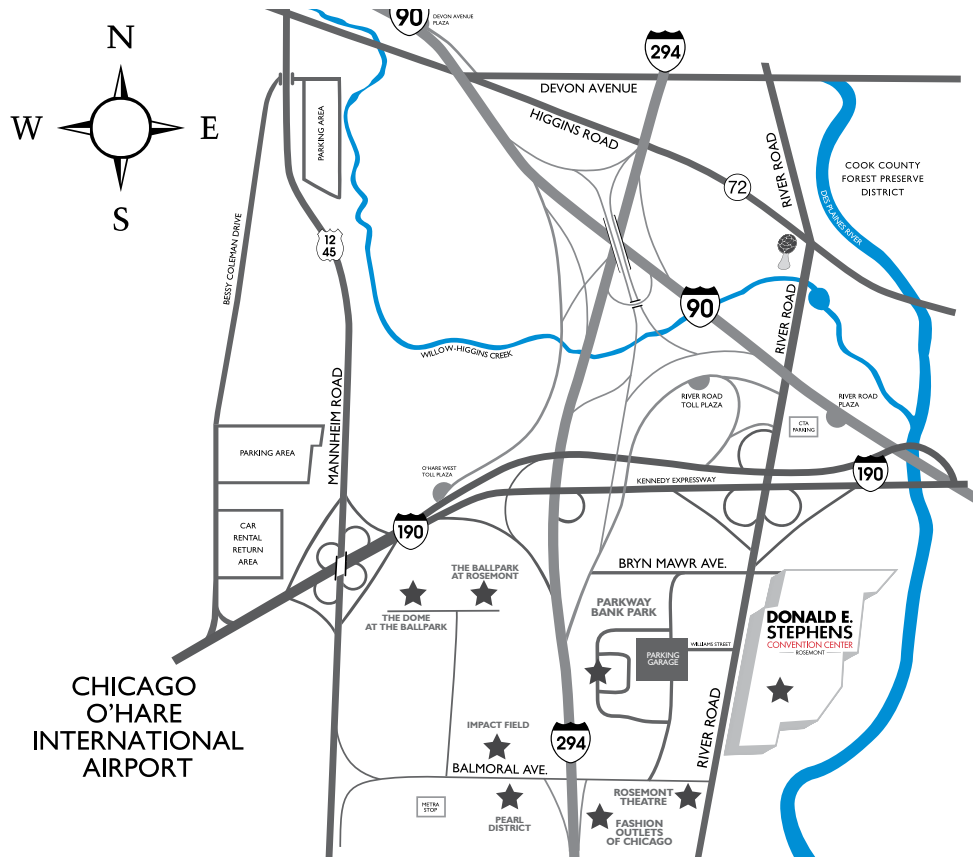 N
W
E
S
90
DEVON AVENUE
PLAZA
294
DEVON AVENUE
HIGGINS ROAD
RIVER ROAD
72
COOK COUNTY
FOREST PRESERVE
DISTRICT
DES PLAINES RIVER
PARKING AREA
BESSY COLEMAN DRIVE
12
45
90
RIVER ROAD
WILLOW-HIGGINS CREEK
MANNHEIM ROAD
RIVER ROAD
TOLL PLAZA
RIVER ROAD
PLAZA
CTA
PARKING
PARKING AREA
O'HARE WEST
TOLL PLAZA
KENNEDY EXPRESSWAY
190
CAR
RENTAL
RETURN
AREA
190
BRYN MAWR AVE.
THE BALLPARK
AT ROSEMONT
THE DOME
AT THE BALLPARK
PARKWAY
BANK PARK
DONALD E.
STEPHENS
CONVENTION CENTER
ROSEMONT
WILLIAMS STREET
PARKING
GARAGE
RIVER ROAD
CHICAGO
O'HARE
INTERNATIONAL
AIRPORT
IMPACT FIELD
294
BALMORAL AVE.
METRA
STOP
PEARL
DISTRICT
ROSEMONT
THEATRE
FASHION
OUTLETS
OF CHICAGO